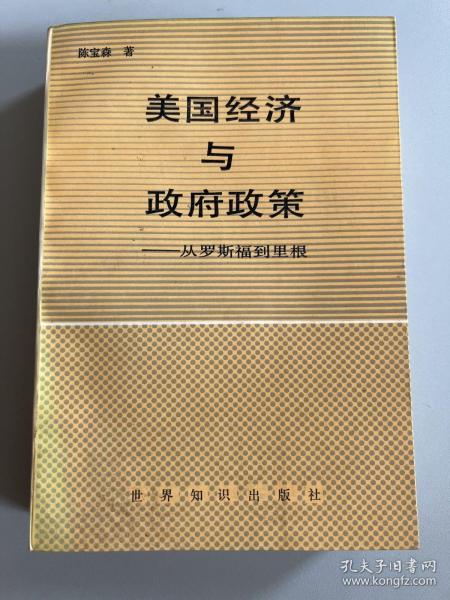 陈宝森 著
美国经济
与
政府政策
——从罗斯福到里根
世界知识出版社
孔夫子旧书网
www.kongfz.com